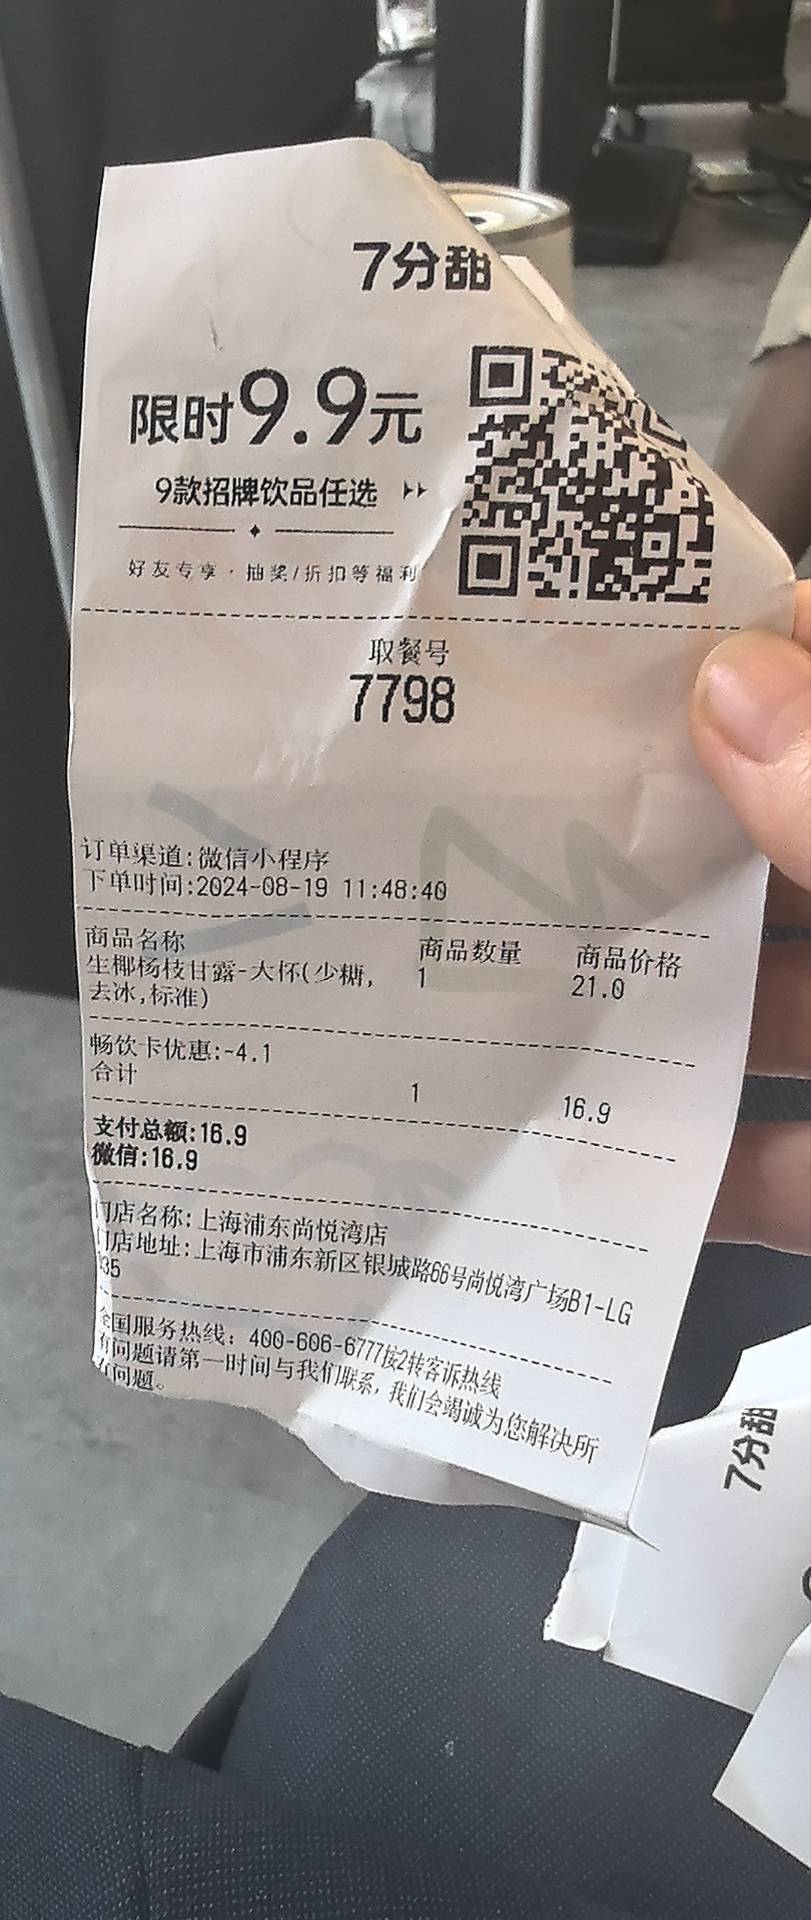 7分甜
限时9.9元
9款招牌饮品任选
好友专享·抽奖/折扣等福利
取餐号
7798
订单渠道:微信小程序
下单时间:2024-08-19 11:48:40
商品名称 商品数量 商品价格
生椰杨枝甘露-大杯(少糖, 1 21.0
去冰,标准)
畅饮卡优惠:-4.1
合计 1 16.9
支付总额:16.9
微信:16.9
门店名称:上海浦东尚悦湾店
门店地址:上海市浦东新区银城路66号尚悦湾广场B1-LG
035
全国服务热线: 400-606-6777按2转客诉热线
有问题请第一时间与我们联系, 我们会竭诚为您解决所
有问题。
7分甜